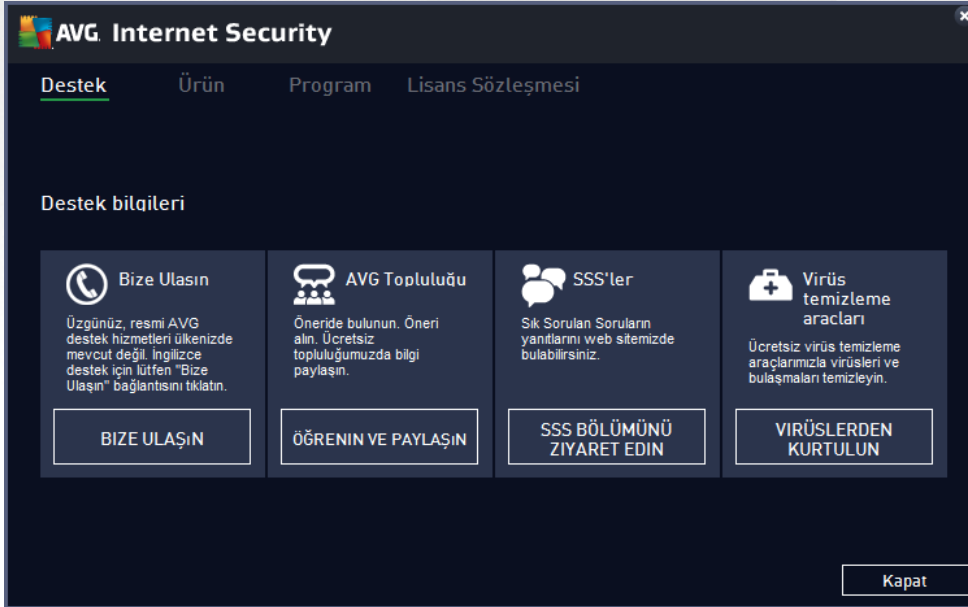 AVG. Internet Security
Destek Ürün Program Lisans Sözleşmesi
Destek bilgileri
Bize Ulasın
Üzgünüz, resmi AVG
destek hizmetleri ülkenizde
mevcut değil. İngilizce
destek için lütfen "Bize
Ulaşın" bağlantısını tıklatın.
BIZE ULAŞıN
AVG Topluluğu
Öneride bulunun. Öneri
alın. Ücretsiz
topluluğumuzda bilgi
paylaşın.
ÖĞRENIN VE PAYLAŞıN
SSS'ler
Sık Sorulan Soruların
yanıtlarını web sitemizde
bulabilirsiniz.
SSS BÖLÜMÜNÜ
ZIYARET EDIN
Virüs
temizleme
aracları
Ücretsiz virüs temizleme
araçlarımızla virüsleri ve
bulaşmaları temizleyin.
VIRÜSLERDEN
KURTULUN
Kapat